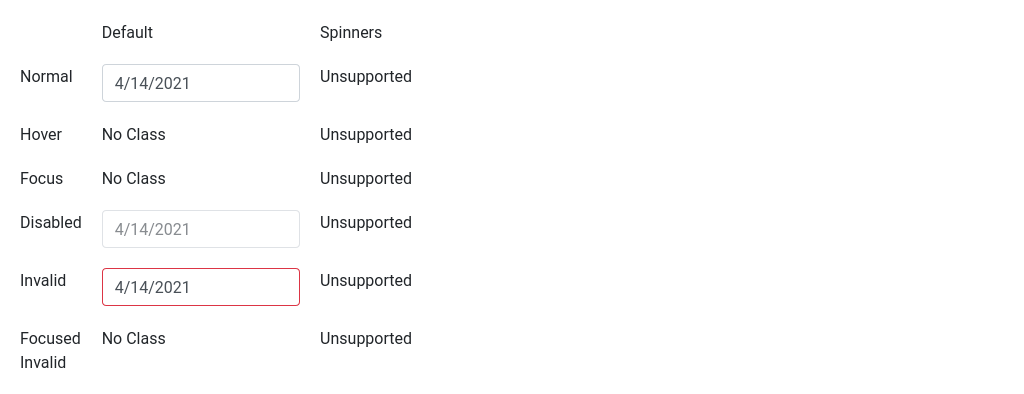 Default Spinners
Normal 4/14/2021 Unsupported
Hover No Class Unsupported
Focus No Class Unsupported
Disabled 4/14/2021 Unsupported
Invalid 4/14/2021 Unsupported
Focused No Class Unsupported
Invalid